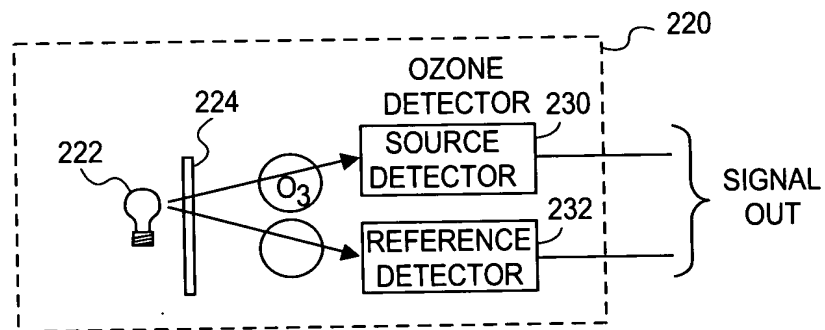 220
OZONE
DETECTOR
224
230
222
SOURCE
DETECTOR
O3
SIGNAL
OUT
232
REFERENCE
DETECTOR